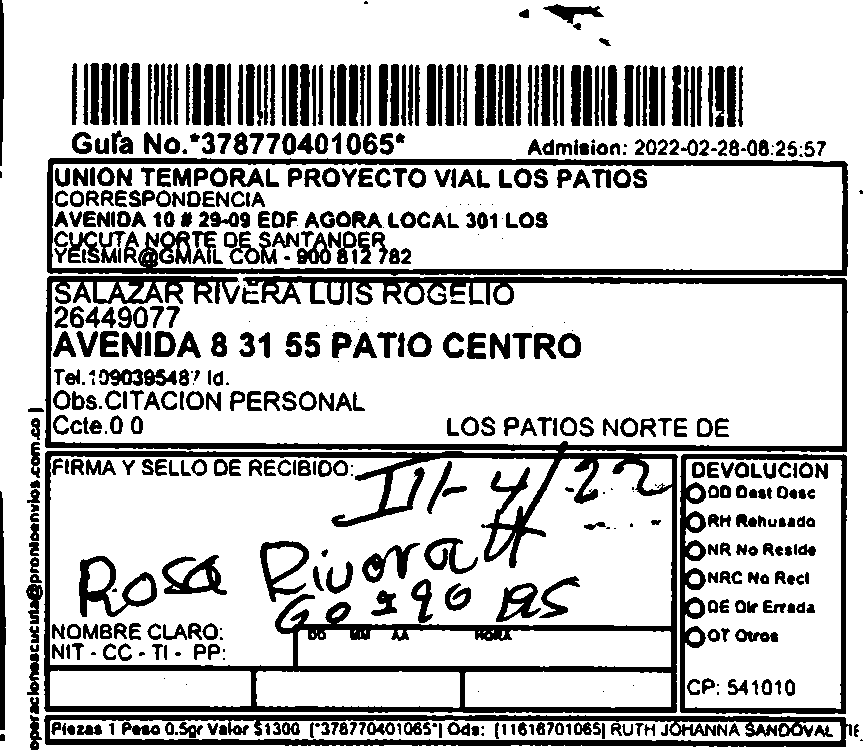 Guía No.*378770401065*
Admision: 2022-02-28-08:25:57
UNION TEMPORAL PROYECTO VIAL LOS PATIOS
CORRESPONDENCIA
AVENIDA 10 # 29-09 EDF AGORA LOCAL 301 LOS
CUCUTA NORTE DE SANTANDER
YEISMIR@GMAIL COM - 900 812 782
SALAZAR RIVERA LUIS ROGELIO
26449077
AVENIDA 8 31 55 PATIO CENTRO
Tel.1090395487 Id.
Obs.CITACION PERSONAL
Ccte.0 0
LOS PATIOS NORTE DE
operacionescucuta@prontoenvios.com.co |
FIRMA Y SELLO DE RECIBIDO:
III-4/22
Rosa Rivera
NOMBRE CLARO:
DD MM AA HORA
NIT - CC - TI - PP:
DEVOLUCION
DD Dest Desc
RH Rehusado
NR No Reside
NRC No Recl
DE Dir Errada
OT Otros
CP: 541010
Piezas 1 Peso 0.5gr Valor $1300 [*378770401065*] Ods: [11616701065] RUTH JOHANNA SANDOVAL